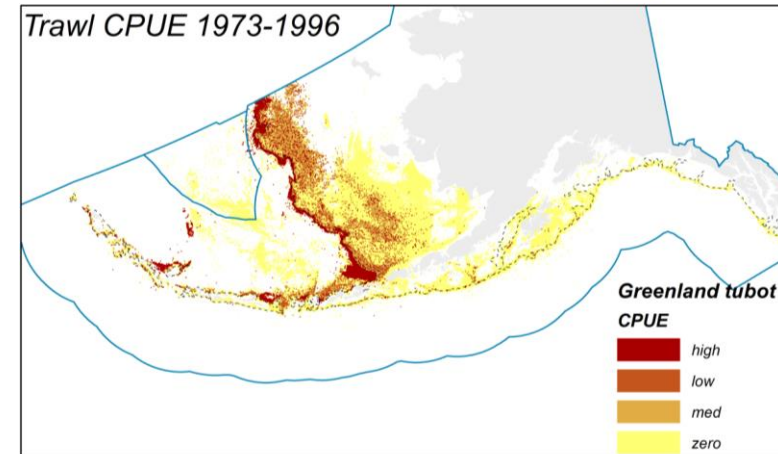 Trawl CPUE 1973-1996
Greenland tubot
CPUE
high
low
med
zero